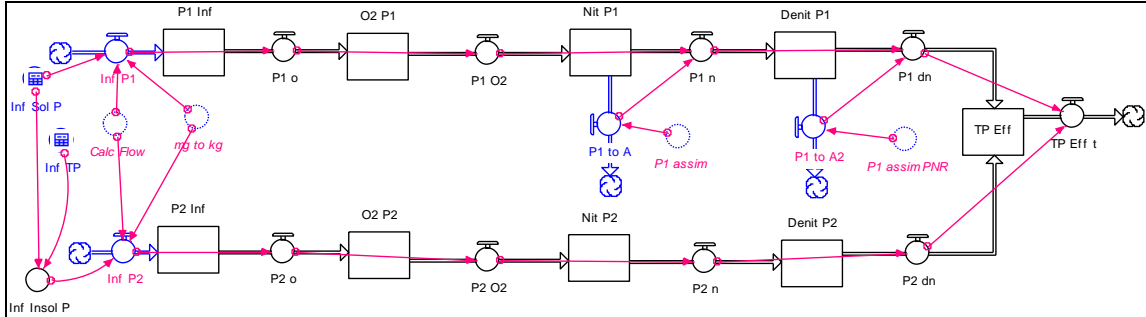 P1 Inf
O2 P1
Nit P1
Denit P1
Inf P1
P1 o
P1 O2
P1 n
P1 dn
Inf Sol P
Calc Flow
mg to kg
Inf TP
P1 to A
P1 assim
P1 to A2
P1 assim PNR
TP Eff
TP Eff t
P2 Inf
O2 P2
Nit P2
Denit P2
Inf P2
P2 o
P2 O2
P2 n
P2 dn
Inf Insol P